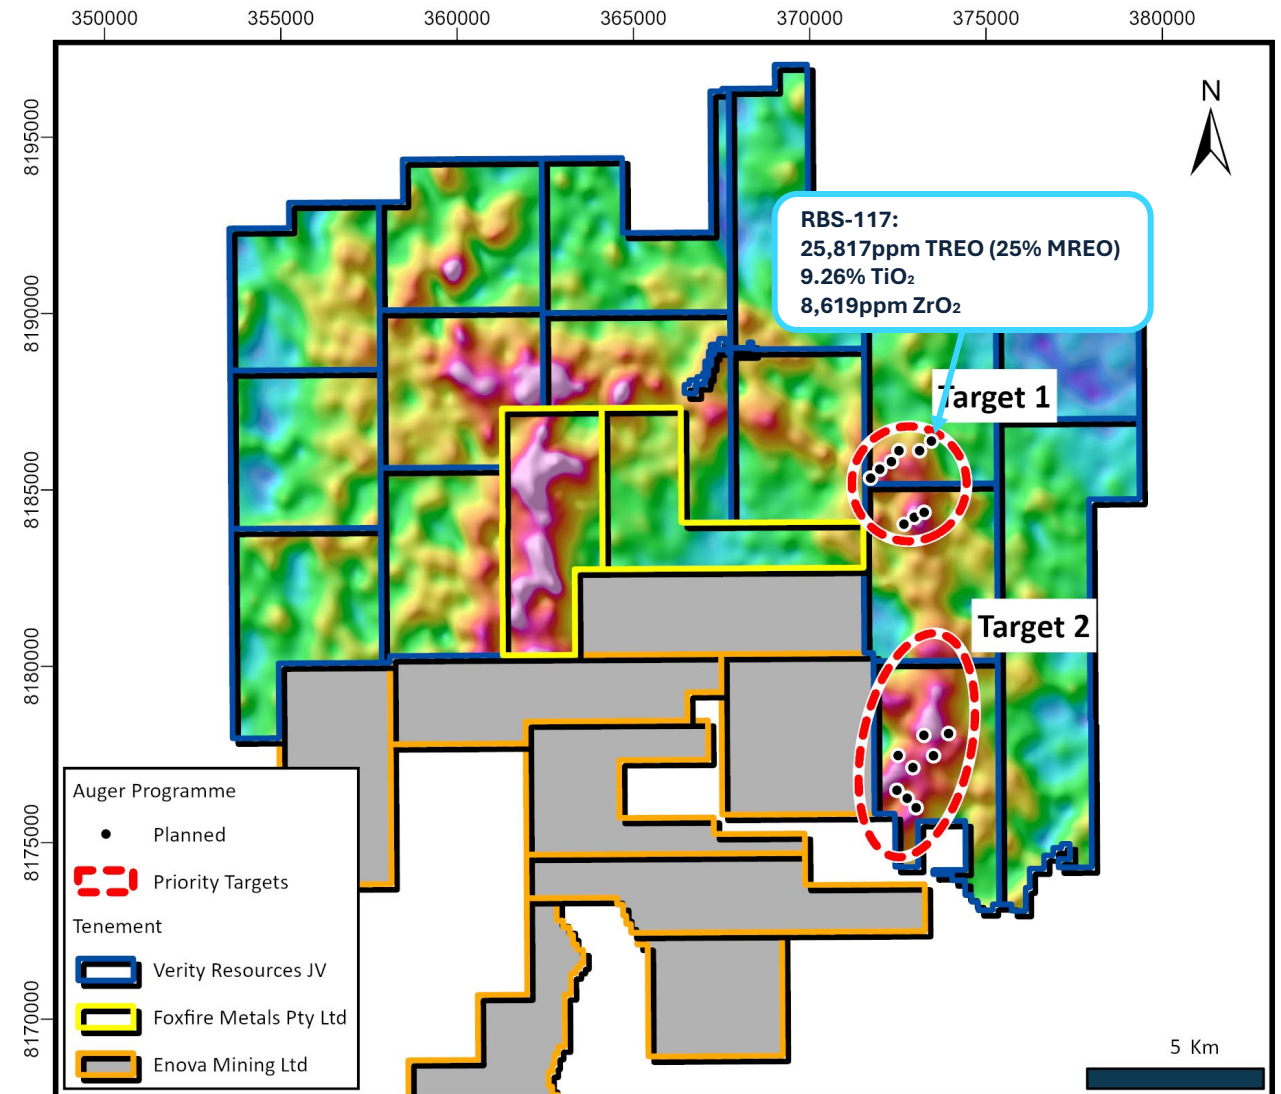 350000
355000
360000
365000
370000
375000
380000
8195000
8190000
8185000
8180000
8175000
8170000
N
RBS-117:
25,817ppm TREO (25% MREO)
9.26% TiO₂
8,619ppm ZrO₂
Target 1
Target 2
Auger Programme
Planned
Priority Targets
Tenement
Verity Resources JV
Foxfire Metals Pty Ltd
Enova Mining Ltd
5 Km